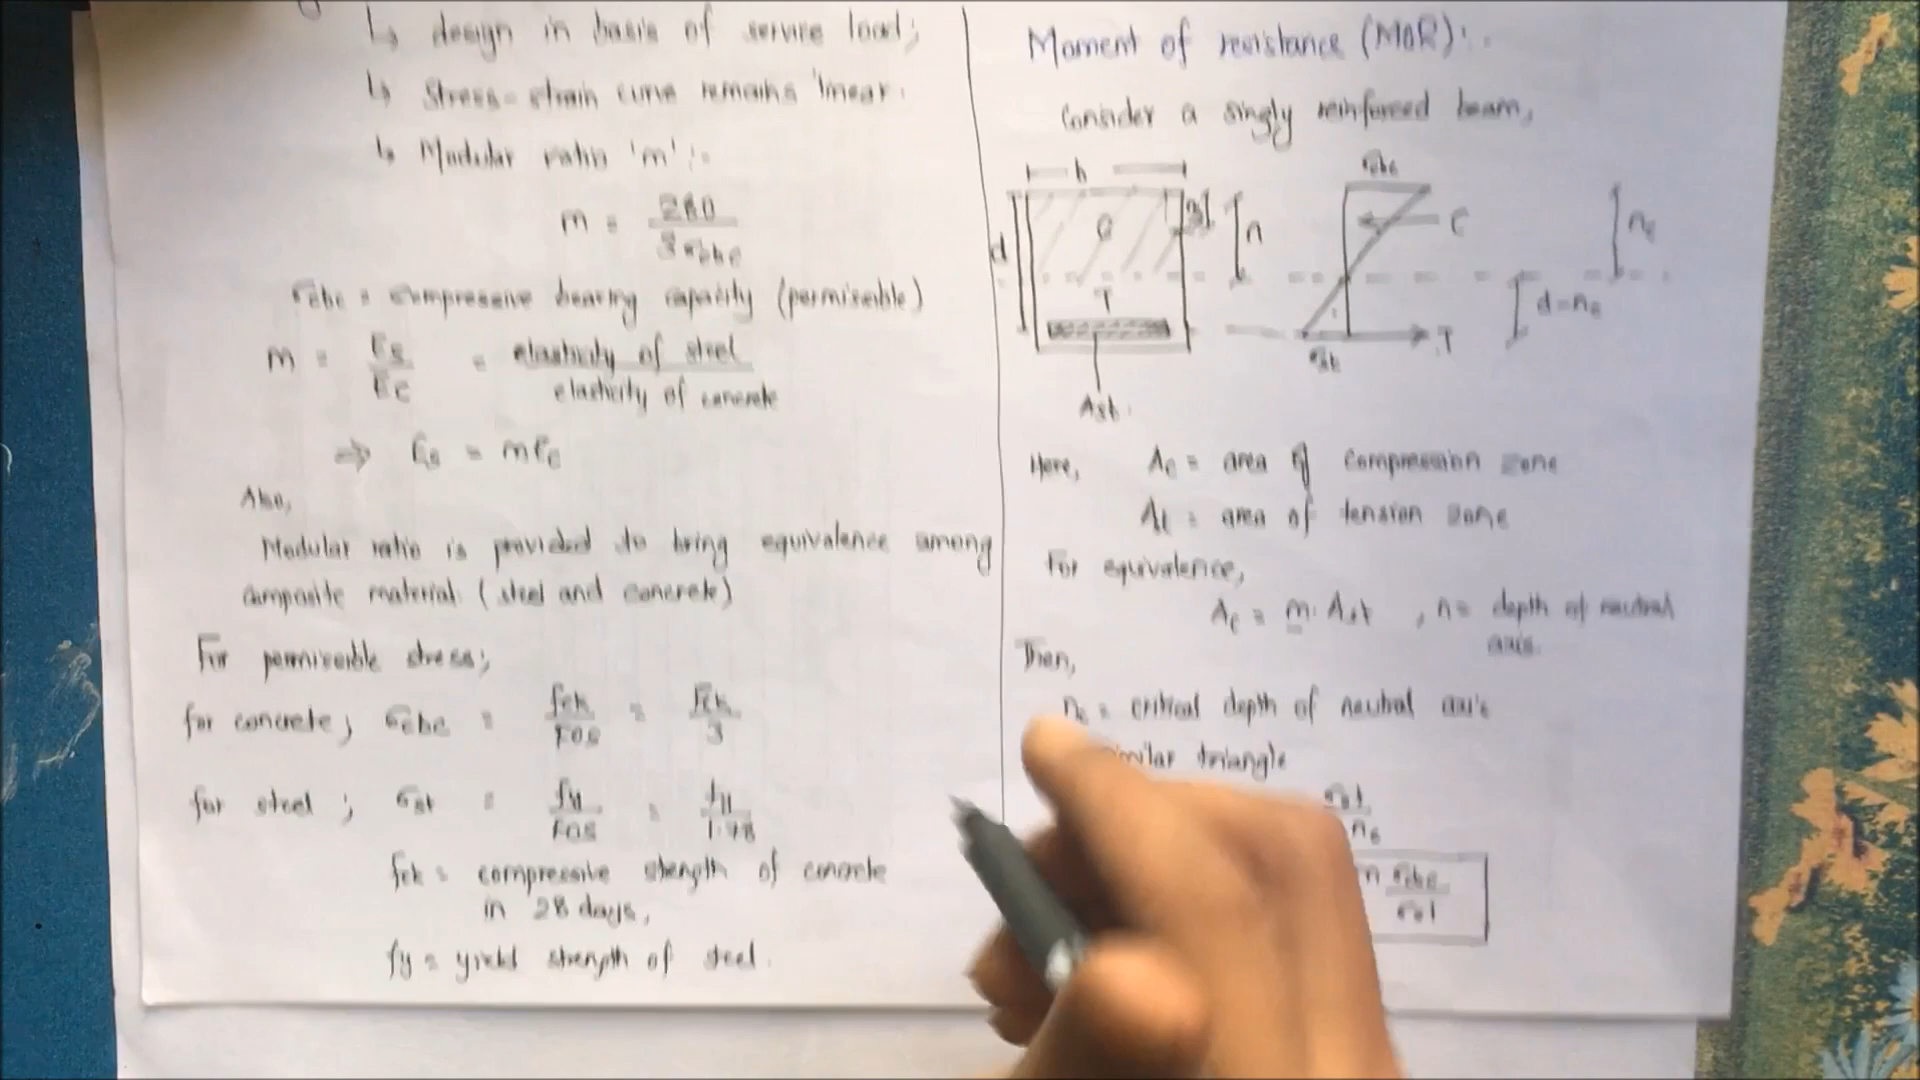 ↳ design in basis of service load;
↳ Stress-strain curve remains linear.
↳ Modular ratio 'm' :-
m = 280 / 3σcbc
σcbc = compressive bearing capacity (permissible)
m = Es / Ec = elasticity of steel / elasticity of concrete
⇒ Es = mEc
Also,
Modular ratio is provided to bring equivalence among
composite material (steel and concrete)
For permissible stress;
for concrete; σcbc = fck / FOS = fck / 3
for steel; σst = fy / FOS = fy / 1.78
fck = compressive strength of concrete
in 28 days,
fy = yield strength of steel.
Moment of resistance (MOR):-
Consider a singly reinforced beam,
b
d
C
n
T
Ast
σcbc
C
nc
d-nc
σst
T
Here, Ac = area of compression zone
At = area of tension zone
For equivalence,
Ac = m.Ast , n = depth of neutral
axis.
Then,
nc = critical depth of neutral axis
triangle
σcbc
σst